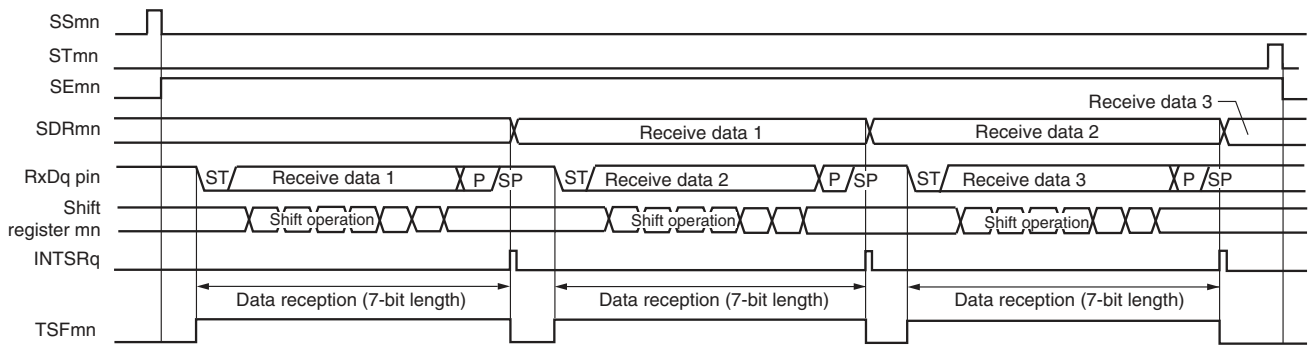 SSmn
STmn
SEmn
Receive data 3
SDRmn
Receive data 1
Receive data 2
RxDq pin
ST
Receive data 1
P
SP
ST
Receive data 2
P
SP
ST
Receive data 3
P
SP
Shift
register mn
Shift operation
Shift operation
Shift operation
INTSRq
Data reception (7-bit length)
Data reception (7-bit length)
Data reception (7-bit length)
TSFmn